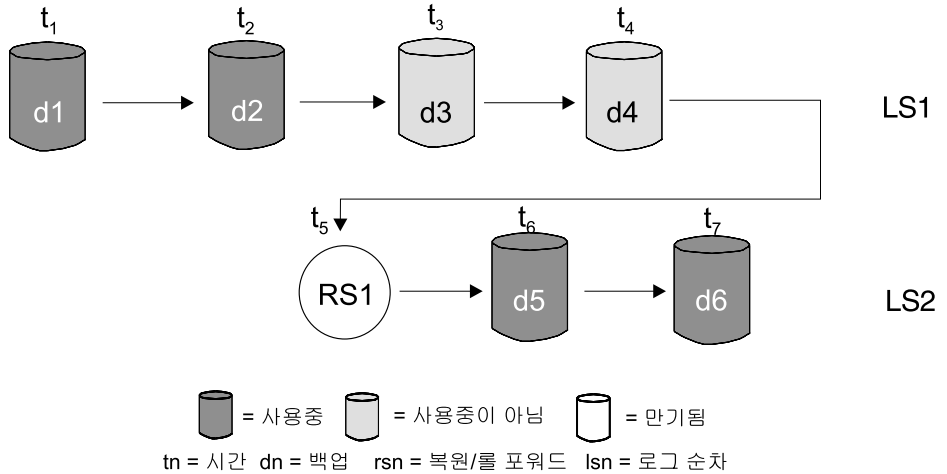 t1 t2 t3 t4
d1 d2 d3 d4 LS1
t5 t6 t7
RS1 d5 d6 LS2
= 사용중 = 사용중이 아님 = 만기됨
tn = 시간 dn = 백업 rsn = 복원/롤 포워드 lsn = 로그 순차